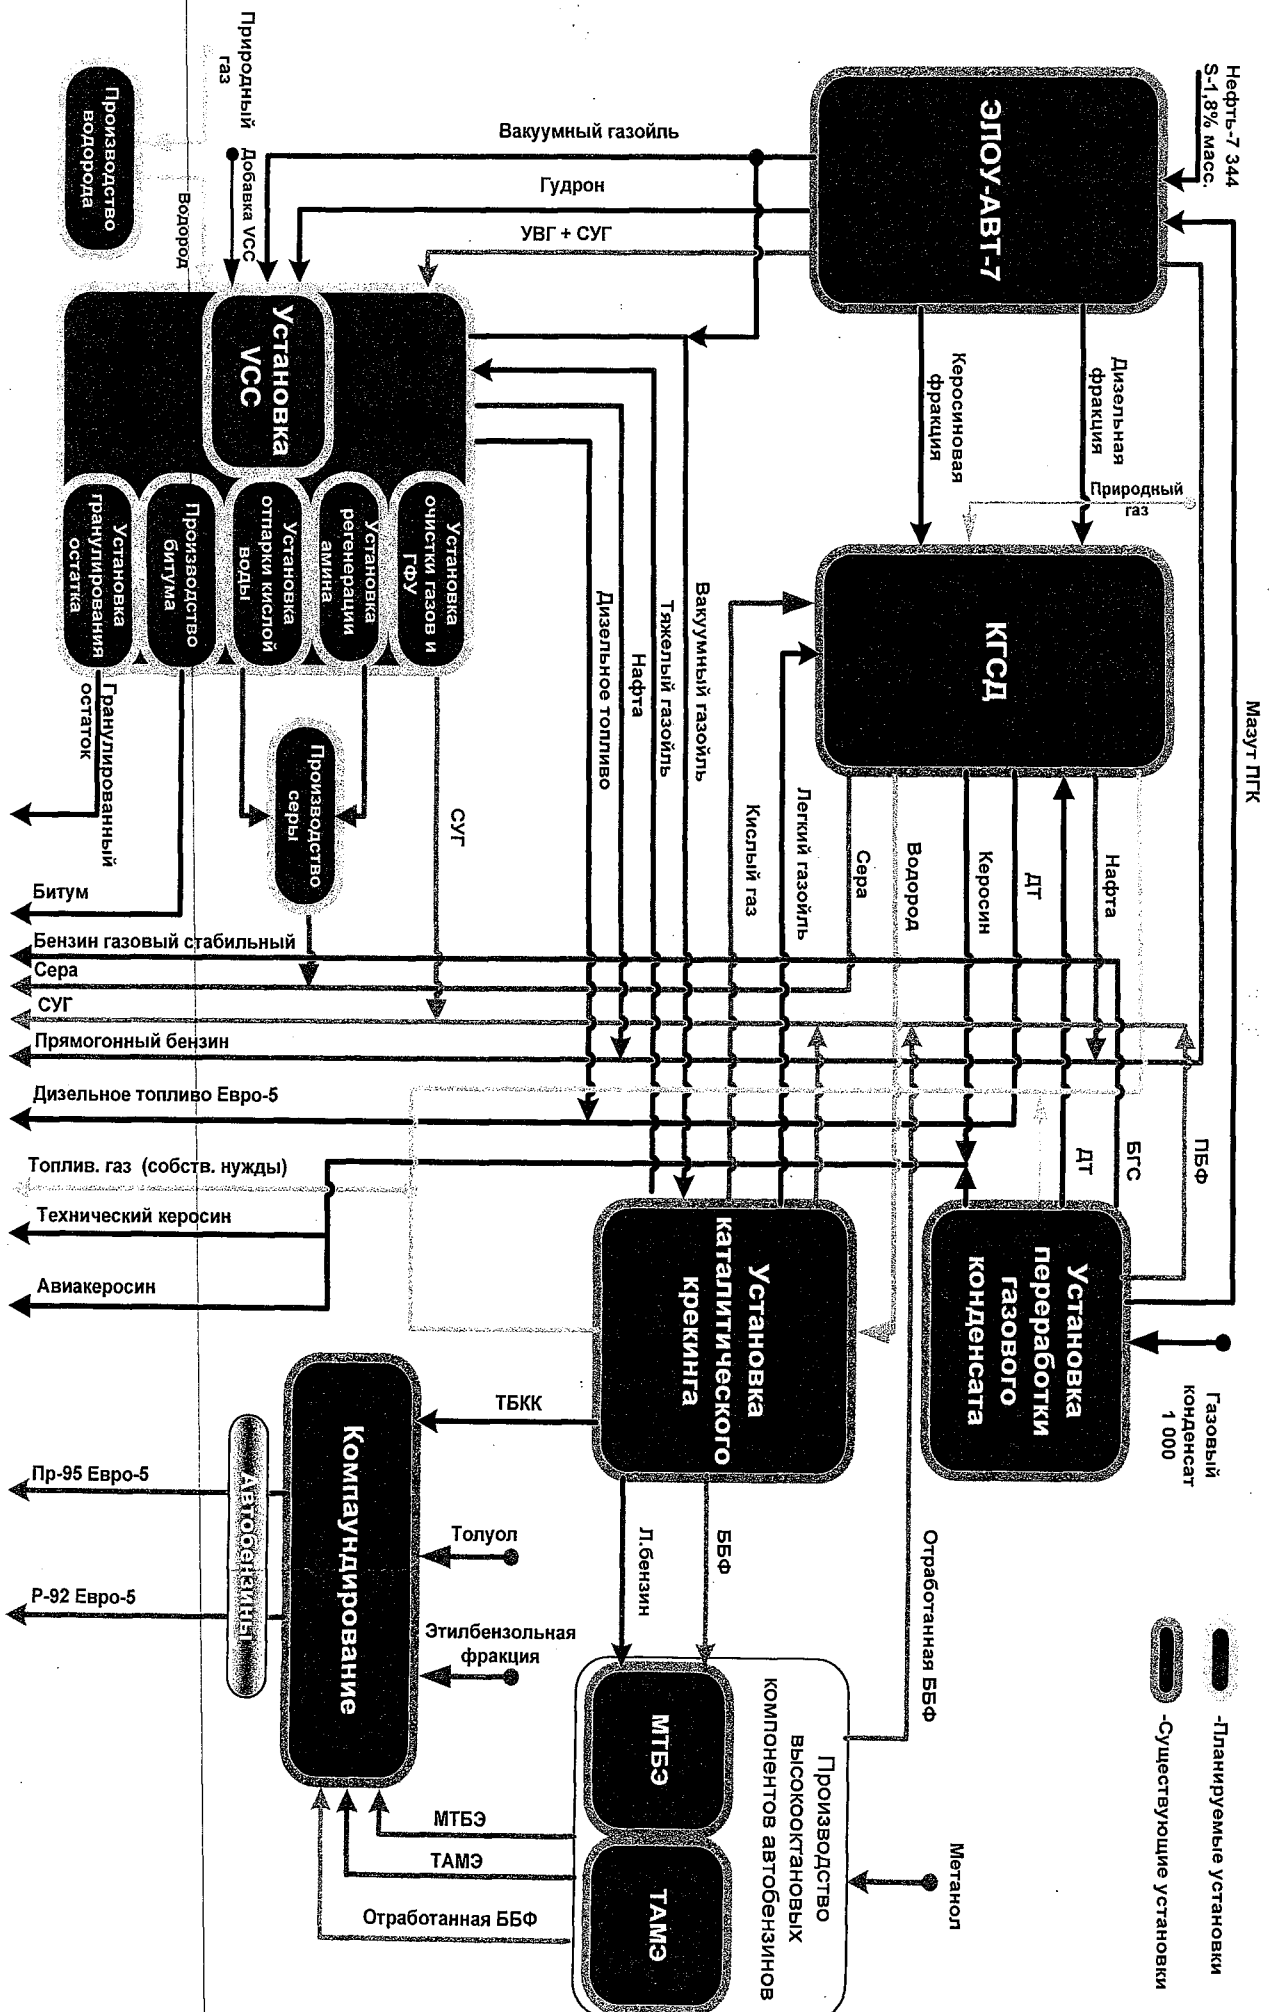 Нефть-7 344
S-1,8% масс.
ЭЛОУ-АВТ-7
Мазут ПГК
Дизельная
фракция
Керосиновая
фракция
Природный
газ
КГСД
Вакуумный газойль
Гудрон
УВГ + СУГ
Природный
газ
Добавка VCC
Водород
Производство
водорода
Установка
VCC
Установка
очистки газов и
ГФУ
Установка
регенерации
амина
Установка
отпарки кислой
воды
Производство
битума
Установка
гранулирования
остатка
Вакуумный газойль
Тяжелый газойль
Нафта
Дизельное топливо
СУГ
Производство
серы
Гранулированный
остаток
Нафта
ДТ
Керосин
Водород
Сера
Легкий газойль
Кислый газ
Битум
Бензин газовый стабильный
Сера
СУГ
Прямогонный бензин
Дизельное топливо Евро-5
Топлив. газ (собств. нужды)
Технический керосин
Авиакеросин
Пр-95 Евро-5
Р-92 Евро-5
ПБФ
БГС
ДТ
Установка
переработки
газового
конденсата
Газовый
конденсат
1 000
Установка
каталитического
крекинга
ТБКК
ББФ
Л.бензин
Отработанная ББФ
Компаундирование
Автобензины
Толуол
Этилбензольная
фракция
Производство
высокооктановых
компонентов автобензинов
МТБЭ
ТАМЭ
Метанол
МТБЭ
ТАМЭ
Отработанная ББФ
-Планируемые установки
-Существующие установки